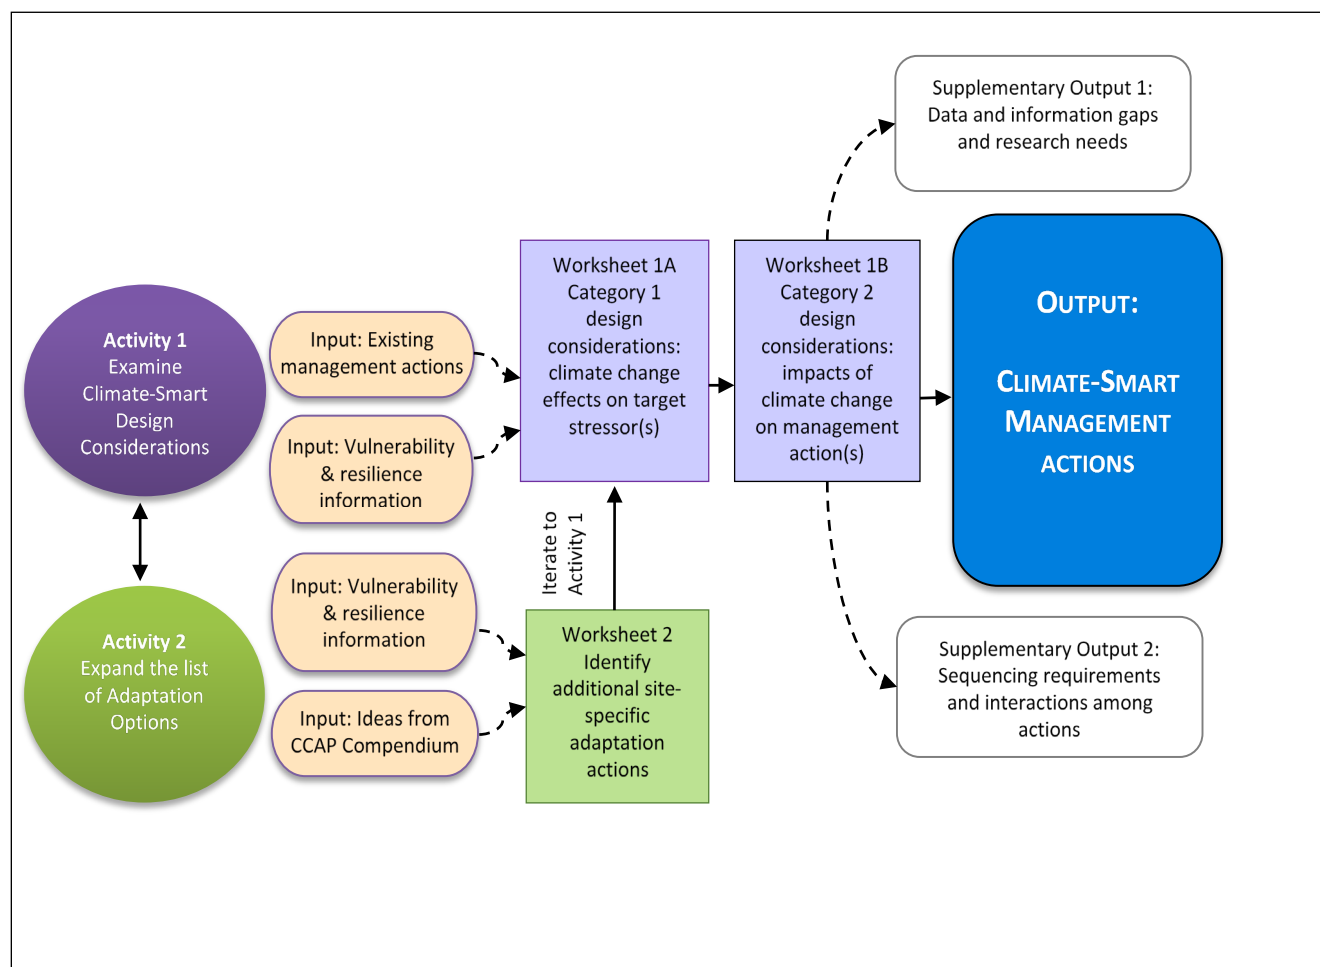 Supplementary Output 1:
Data and information gaps
and research needs
Activity 1
Examine
Climate-Smart
Design
Considerations
Input: Existing
management actions
Input: Vulnerability
& resilience
information
Worksheet 1A
Category 1
design
considerations:
climate change
effects on target
stressor(s)
Worksheet 1B
Category 2
design
considerations:
impacts of
climate change
on management
action(s)
OUTPUT:
CLIMATE-SMART
MANAGEMENT
ACTIONS
Iterate to
Activity 1
Activity 2
Expand the list
of Adaptation
Options
Input: Vulnerability
& resilience
information
Input: Ideas from
CCAP Compendium
Worksheet 2
Identify
additional site-
specific
adaptation
actions
Supplementary Output 2:
Sequencing requirements
and interactions among
actions